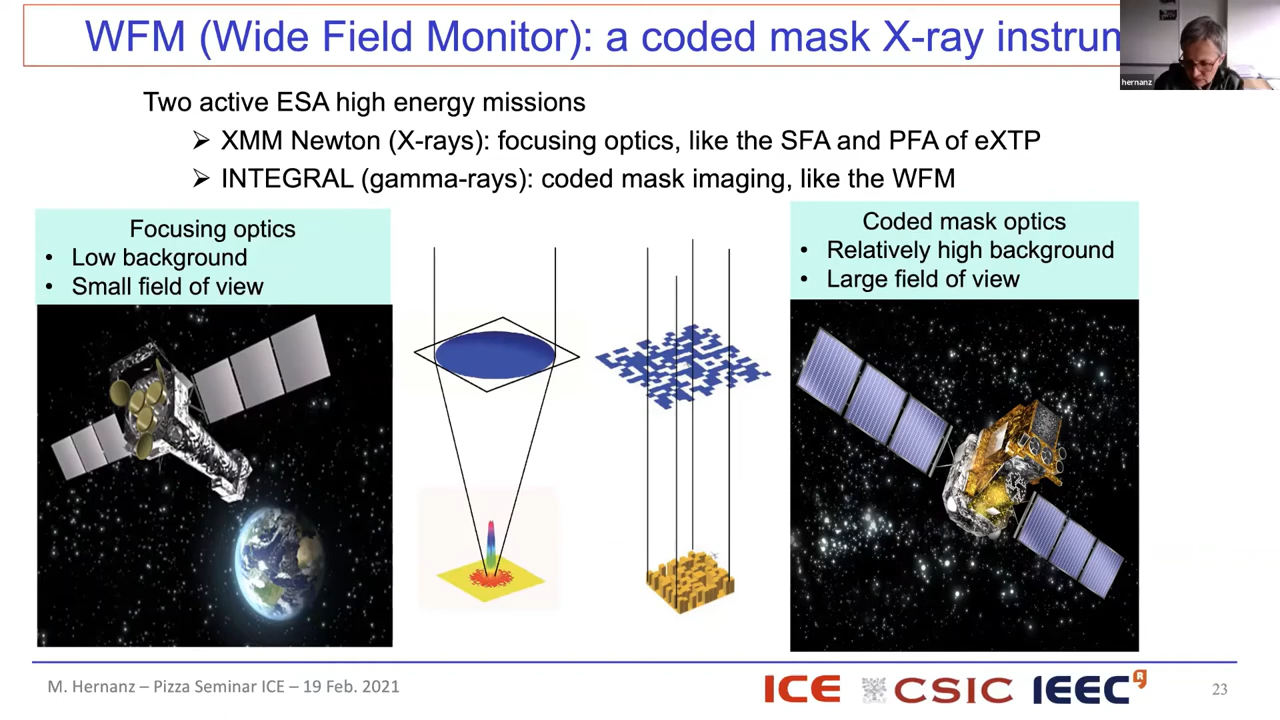 WFM (Wide Field Monitor): a coded mask X-ray instrum
hernanz
Two active ESA high energy missions
➢ XMM Newton (X-rays): focusing optics, like the SFA and PFA of eXTP
➢ INTEGRAL (gamma-rays): coded mask imaging, like the WFM
Focusing optics
• Low background
• Small field of view
Coded mask optics
• Relatively high background
• Large field of view
M. Hernanz – Pizza Seminar ICE – 19 Feb. 2021
ICE
CSIC
IEEC
R
23